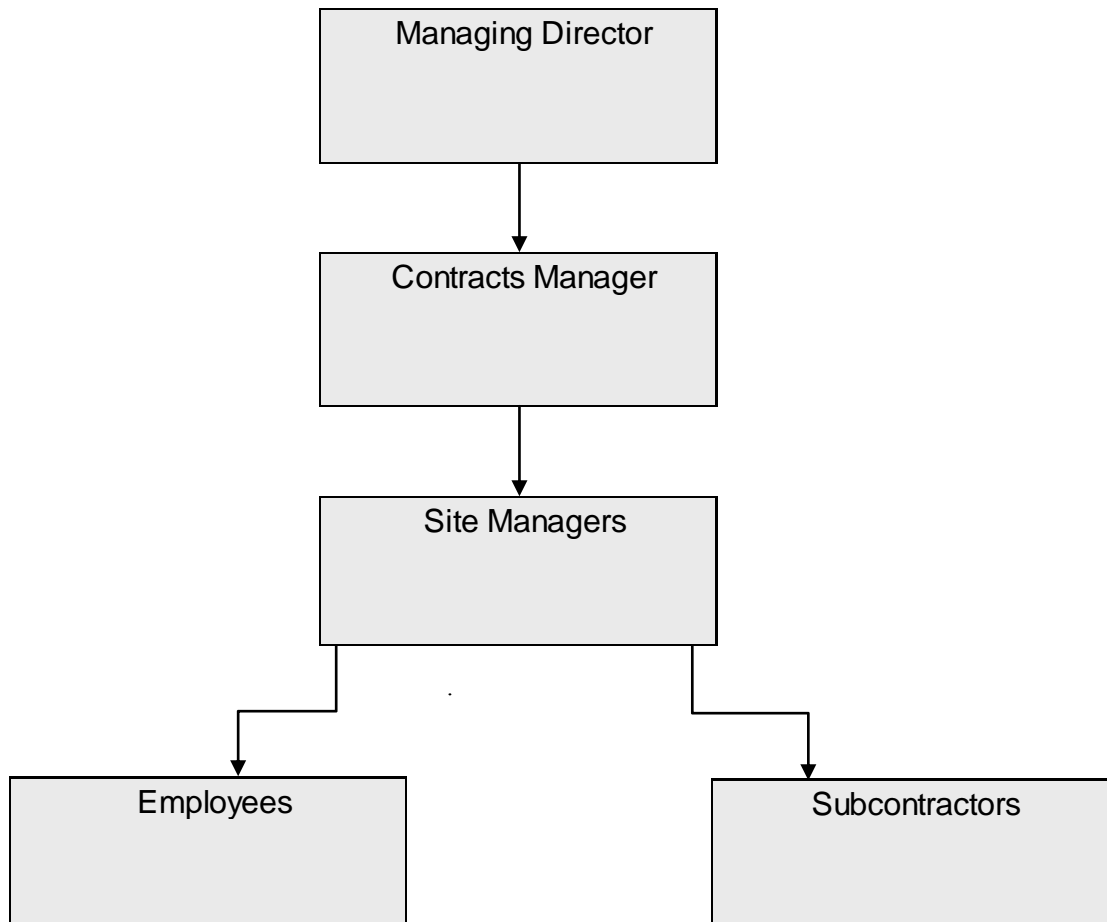 Managing Director
Contracts Manager
Site Managers
.
Employees
Subcontractors